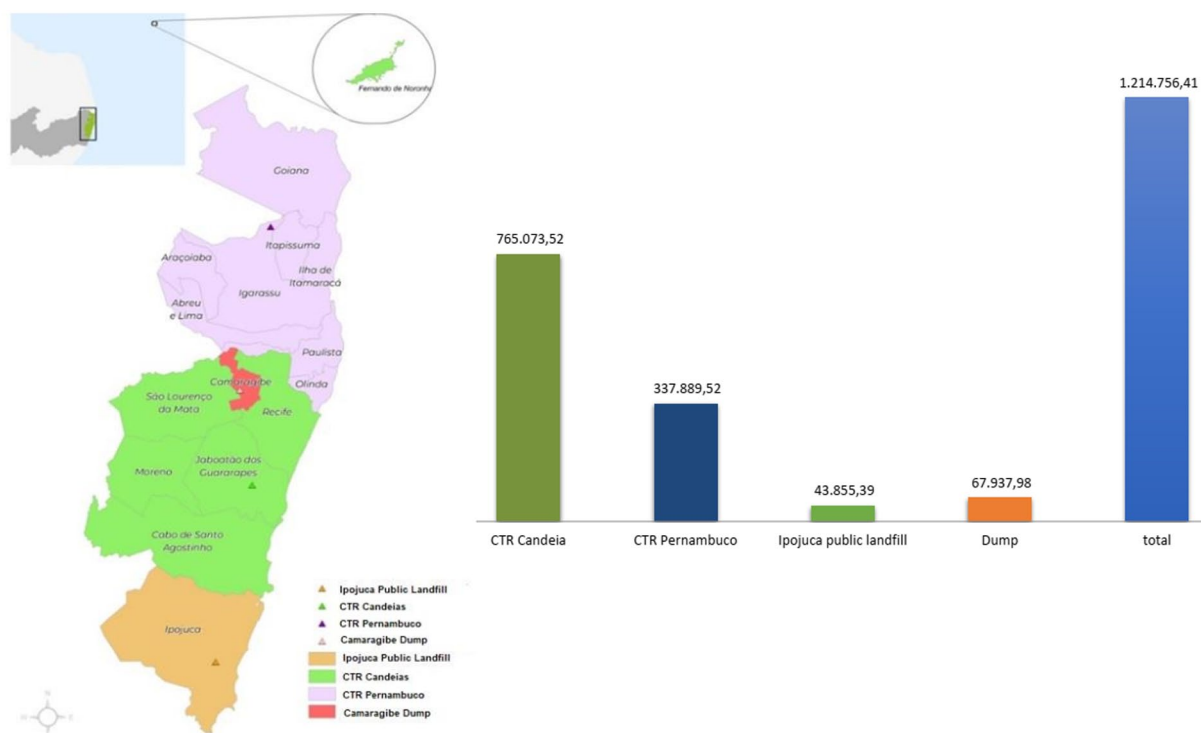 Fernando de Noronh
Goiana
Itapissuma
Araçoiaba
Ilha de
Itamaracá
Igarassu
Abreu
e Lima
Paulista
Camaragibe
Olinda
São Lourenço
da Mata
Recife
Jaboatão dos
Guararapes
Moreno
Cabo de Santo
Agostinho
Ipojuca
N
W
E
S
Ipojuca Public Landfill
CTR Candeias
CTR Pernambuco
Camaragibe Dump
Ipojuca Public Landfill
CTR Candeias
CTR Pernambuco
Camaragibe Dump
765.073,52
337.889,52
43.855,39
67.937,98
1.214.756,41
CTR Candeia
CTR Pernambuco
Ipojuca public landfill
Dump
total